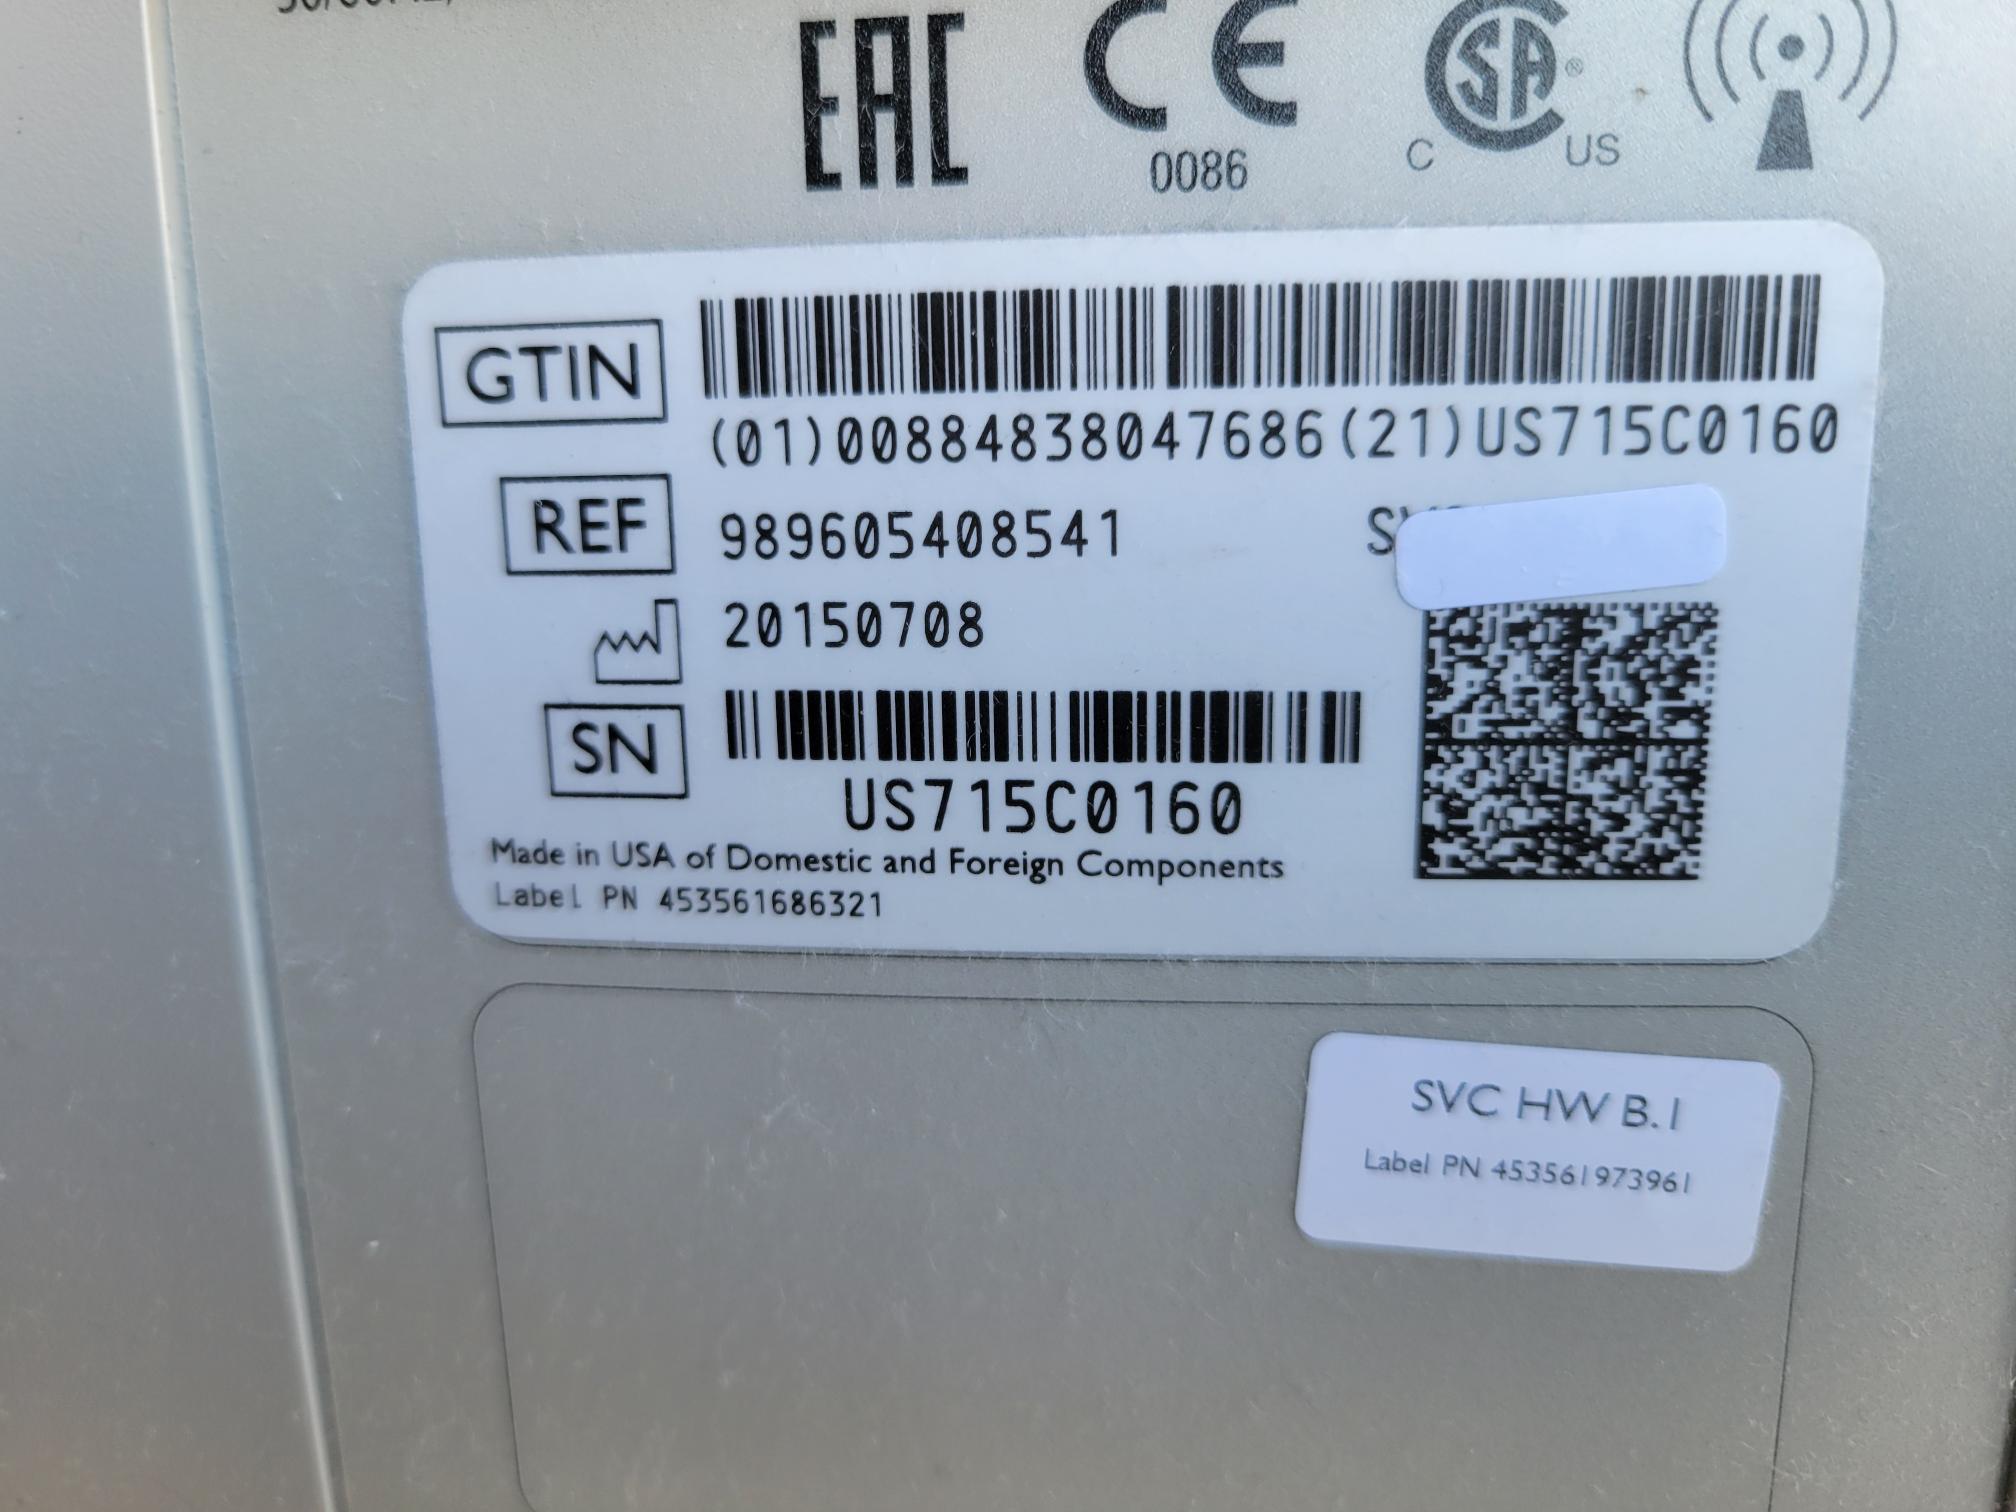 EAC
CE
0086
CSA®
C US
GTIN
(01)00884838047686(21)US715C0160
REF 989605408541
20150708
SN
US715C0160
Made in USA of Domestic and Foreign Components
Label PN 453561686321
SVC HW B.1
Label PN 453561973961